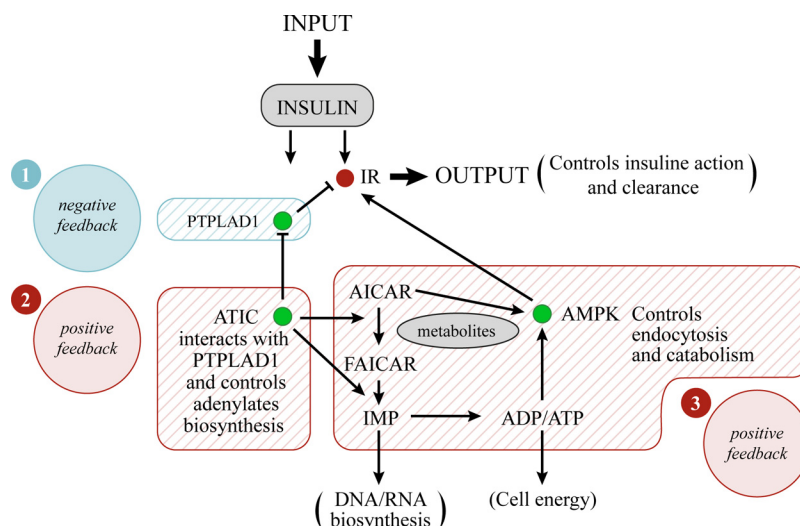 INPUT
INSULIN
1
negative
feedback
PTPLAD1
IR
OUTPUT
(Controls insuline action
and clearance)
2
positive
feedback
ATIC
interacts with
PTPLAD1
and controls
adenylates
biosynthesis
AICAR
metabolites
FAICAR
IMP
ADP/ATP
AMPK
Controls
endocytosis
and catabolism
3
positive
feedback
(DNA/RNA
biosynthesis)
(Cell energy)